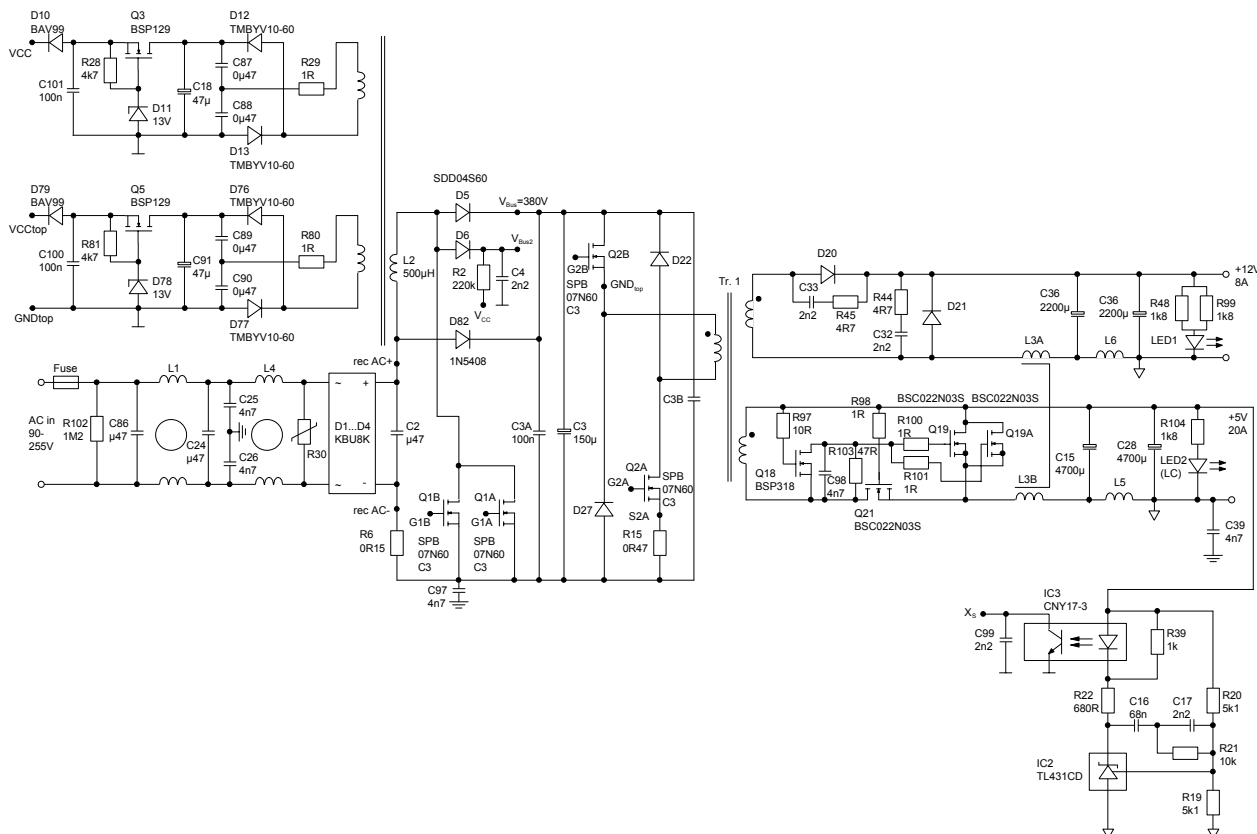 D10
BAV99
Q3
BSP129
D12
TMBYV10-60
VCC
R28
4k7
C101
100n
D11
13V
C18
47µ
C87
0µ47
C88
0µ47
R29
1R
D13
TMBYV10-60
D79
BAV99
Q5
BSP129
D76
TMBYV10-60
VCCtop
R81
4k7
C100
100n
D78
13V
C91
47µ
C89
0µ47
C90
0µ47
R80
1R
GNDtop
D77
TMBYV10-60
SDD04S60
D5
VBus=380V
D6
VBus2
L2
500µH
R2
220k
C4
2n2
VCC
D82
1N5408
rec AC+
Q2B
G2B
SPB
07N60
C3
GNDtop
D22
Tr. 1
Fuse
L1
L4
AC in
90-
255V
R102
1M2
C86
µ47
C24
µ47
C25
4n7
C26
4n7
R30
~
+
D1...D4
KBU8K
~
-
C2
µ47
rec AC-
R6
0R15
Q1B
G1B
SPB
07N60
C3
Q1A
G1A
SPB
07N60
C3
C97
4n7
C3A
100n
C3
150µ
D27
Q2A
G2A
SPB
07N60
C3
S2A
R15
0R47
C3B
D20
C33
2n2
R45
4R7
R44
4R7
C32
2n2
D21
L3A
C36
2200µ
C36
2200µ
L6
R48
1k8
R99
1k8
LED1
+12V
8A
R97
10R
Q18
BSP318
C98
4n7
R103
47R
R98
1R
R100
1R
R101
1R
Q21
BSC022N03S
BSC022N03S
BSC022N03S
Q19
Q19A
L3B
C15
4700µ
C28
4700µ
L5
R104
1k8
LED2
(LC)
+5V
20A
C39
4n7
IC3
CNY17-3
XS
C99
2n2
R39
1k
R22
680R
C16
68n
C17
2n2
R20
5k1
R21
10k
IC2
TL431CD
R19
5k1